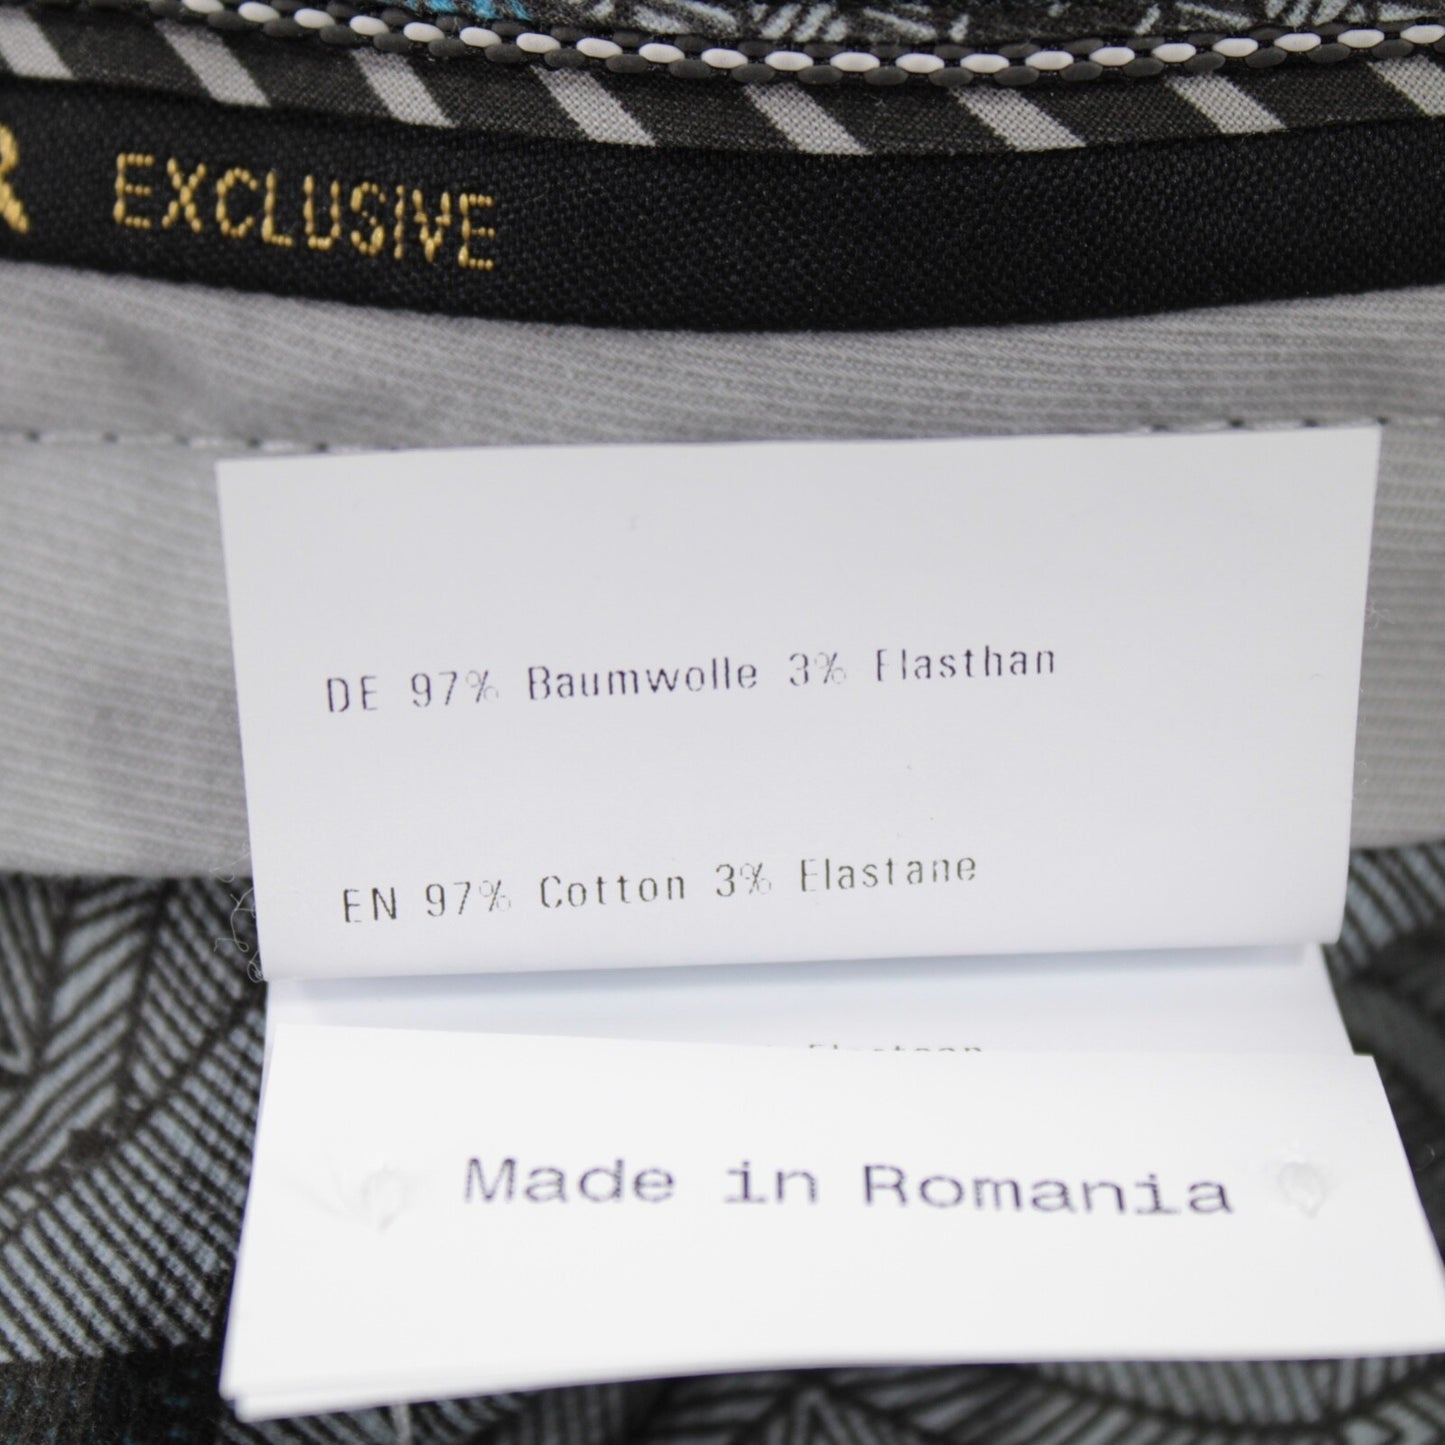 R EXCLUSIVE
DE 97% Baumwolle 3% Elasthan
EN 97% Cotton 3% Elastane
Made in Romania